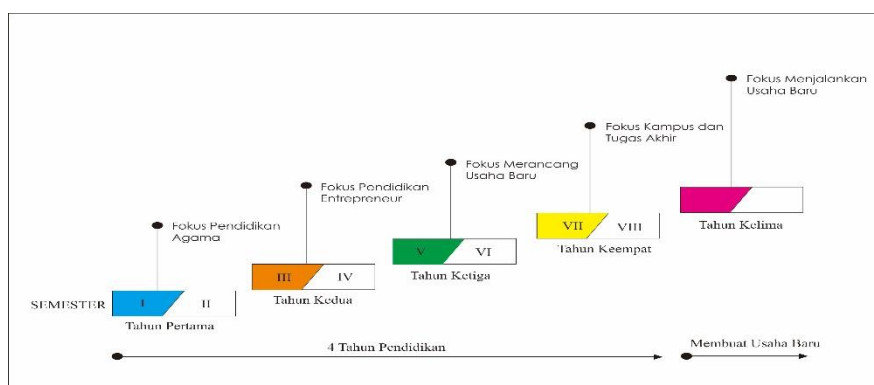 Fokus Menjalankan
Usaha Baru
Fokus Kampus dan
Tugas Akhir
Fokus Merancang
Usaha Baru
Fokus Pendidikan
Entrepreneur
Fokus Pendidikan
Agama
VII VIII
Tahun Kelima
Tahun Keempat
V VI
Tahun Ketiga
III IV
Tahun Kedua
SEMESTER I II
Tahun Pertama
4 Tahun Pendidikan
Membuat Usaha Baru